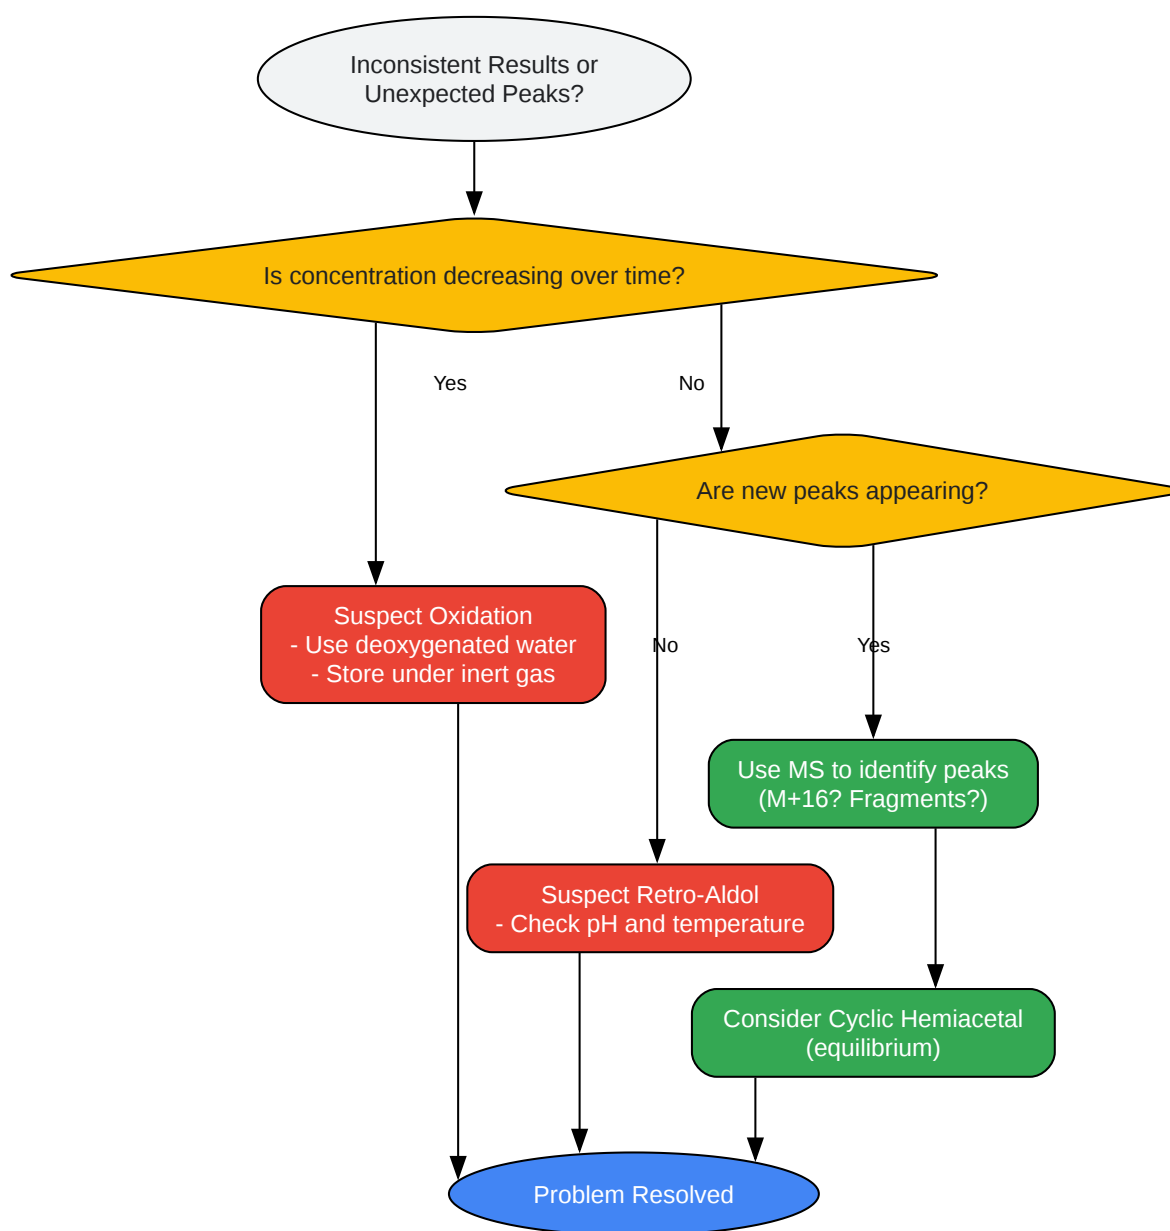 Inconsistent Results or
Unexpected Peaks?
Is concentration decreasing over time?
Yes
No
Are new peaks appearing?
Suspect Oxidation
- Use deoxygenated water
- Store under inert gas
No
Yes
Use MS to identify peaks
(M+16? Fragments?)
Suspect Retro-Aldol
- Check pH and temperature
Consider Cyclic Hemiacetal
(equilibrium)
Problem Resolved